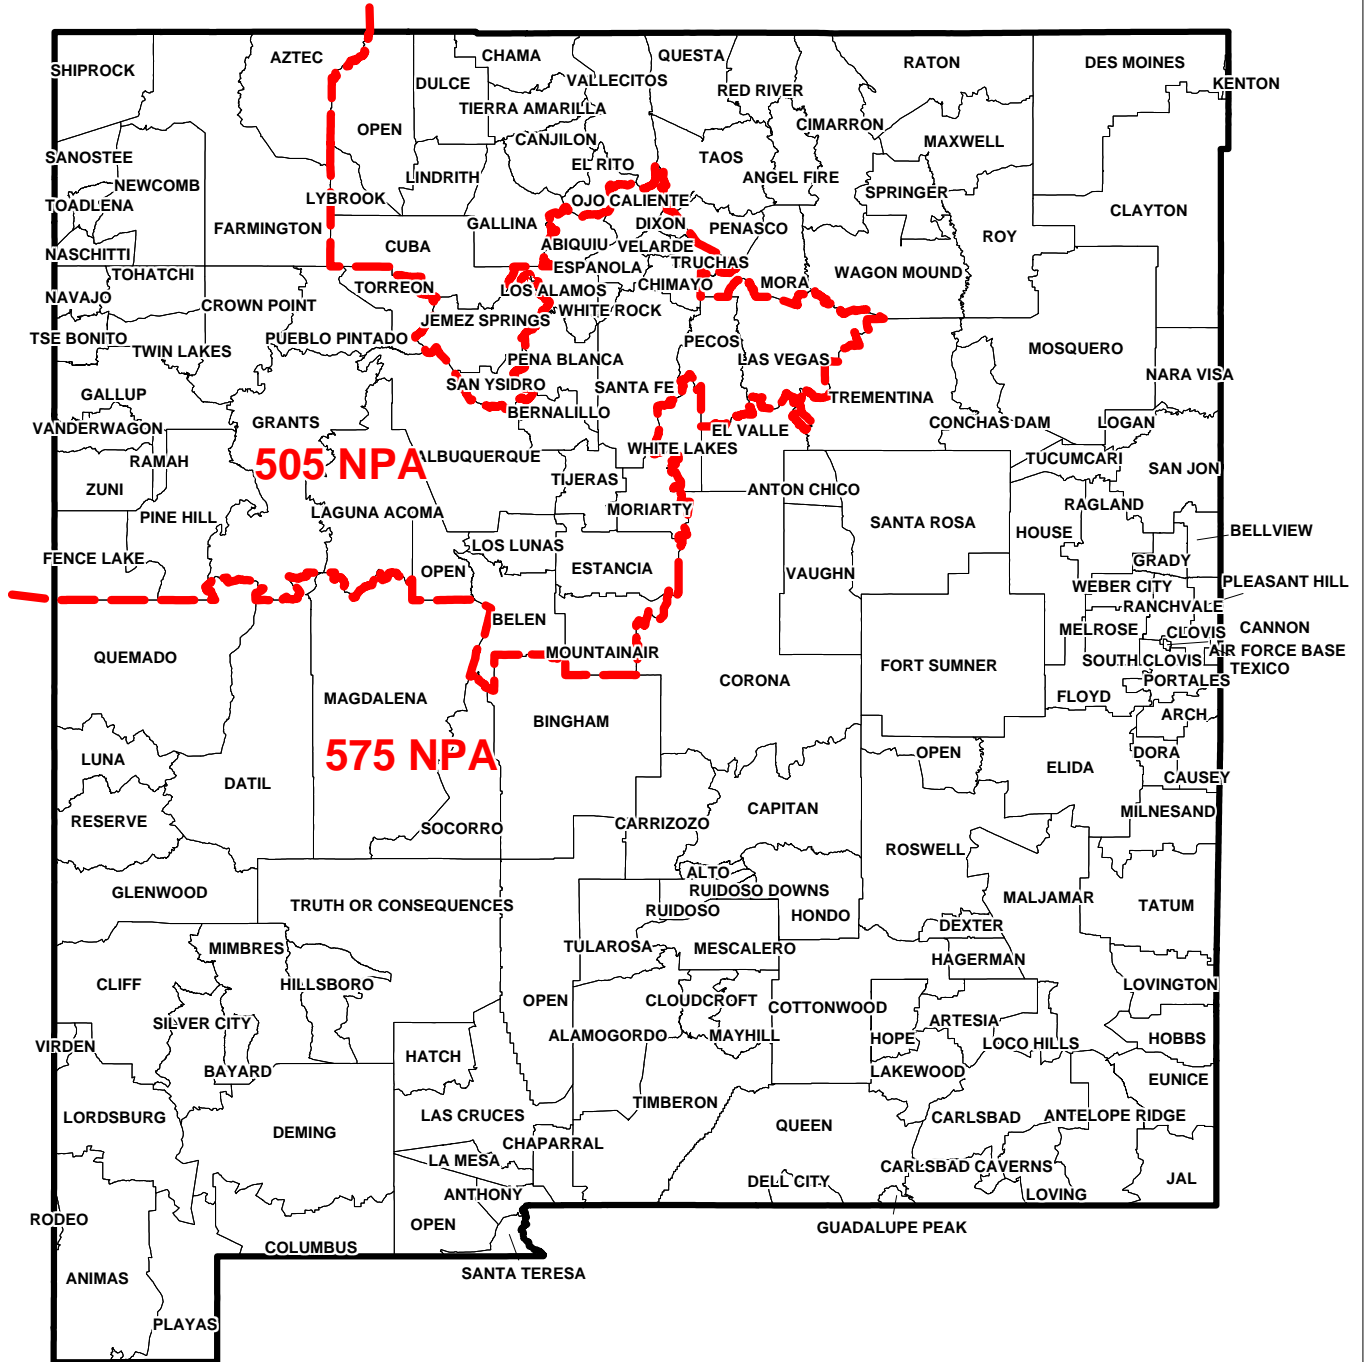 AZTEC
CHAMA
QUESTA
RATON
DES MOINES
SHIPROCK
DULCE
VALLECITOS
RED RIVER
KENTON
TIERRA AMARILLA
OPEN
CANJILON
CIMARRON
MAXWELL
SANOSTEE
EL RITO
TAOS
NEWCOMB
LINDRITH
ANGEL FIRE
SPRINGER
TOADLENA
LYBROOK
OJO CALIENTE
CLAYTON
FARMINGTON
GALLINA
DIXON
PENASCO
ROY
NASCHITTI
CUBA
ABIQUIU
VELARDE
TOHATCHI
ESPANOLA
TRUCHAS
WAGON MOUND
NAVAJO
CROWN POINT
TORREON
LOS ALAMOS
CHIMAYO
MORA
WHITE ROCK
JEMEZ SPRINGS
TSE BONITO
TWIN LAKES
PUEBLO PINTADO
PECOS
MOSQUERO
PENA BLANCA
LAS VEGAS
GALLUP
SAN YSIDRO
SANTA FE
NARA VISA
VANDERWAGON
GRANTS
BERNALILLO
TREMENTINA
EL VALLE
CONCHAS DAM
LOGAN
RAMAH
505 NPA
ALBUQUERQUE
WHITE LAKES
TUCUMCARI
SAN JON
ZUNI
TIJERAS
ANTON CHICO
PINE HILL
LAGUNA ACOMA
MORIARTY
SANTA ROSA
RAGLAND
HOUSE
BELLVIEW
FENCE LAKE
OPEN
LOS LUNAS
ESTANCIA
VAUGHN
GRADY
WEBER CITY
PLEASANT HILL
RANCHVALE
BELEN
MELROSE
CLOVIS
CANNON
AIR FORCE BASE
QUEMADO
MOUNTAINAIR
FORT SUMNER
SOUTH CLOVIS
TEXICO
CORONA
PORTALES
MAGDALENA
FLOYD
BINGHAM
ARCH
575 NPA
LUNA
OPEN
ELIDA
DORA
DATIL
CAUSEY
RESERVE
CAPITAN
MILNESAND
SOCORRO
CARRIZOZO
ROSWELL
ALTO
GLENWOOD
RUIDOSO DOWNS
MALJAMAR
TRUTH OR CONSEQUENCES
RUIDOSO
HONDO
TATUM
DEXTER
MIMBRES
TULAROSA
MESCALERO
HAGERMAN
CLIFF
HILLSBORO
LOVINGTON
OPEN
CLOUDCROFT
COTTONWOOD
SILVER CITY
ARTESIA
VIRDEN
HATCH
ALAMOGORDO
MAYHILL
HOPE
LOCO HILLS
HOBBS
BAYARD
LAKEWOOD
EUNICE
LORDSBURG
LAS CRUCES
TIMBERON
CARLSBAD
ANTELOPE RIDGE
DEMING
QUEEN
CHAPARRAL
LA MESA
CARLSBAD CAVERNS
DELL CITY
JAL
ANTHONY
LOVING
RODEO
OPEN
GUADALUPE PEAK
COLUMBUS
SANTA TERESA
ANIMAS
PLAYAS